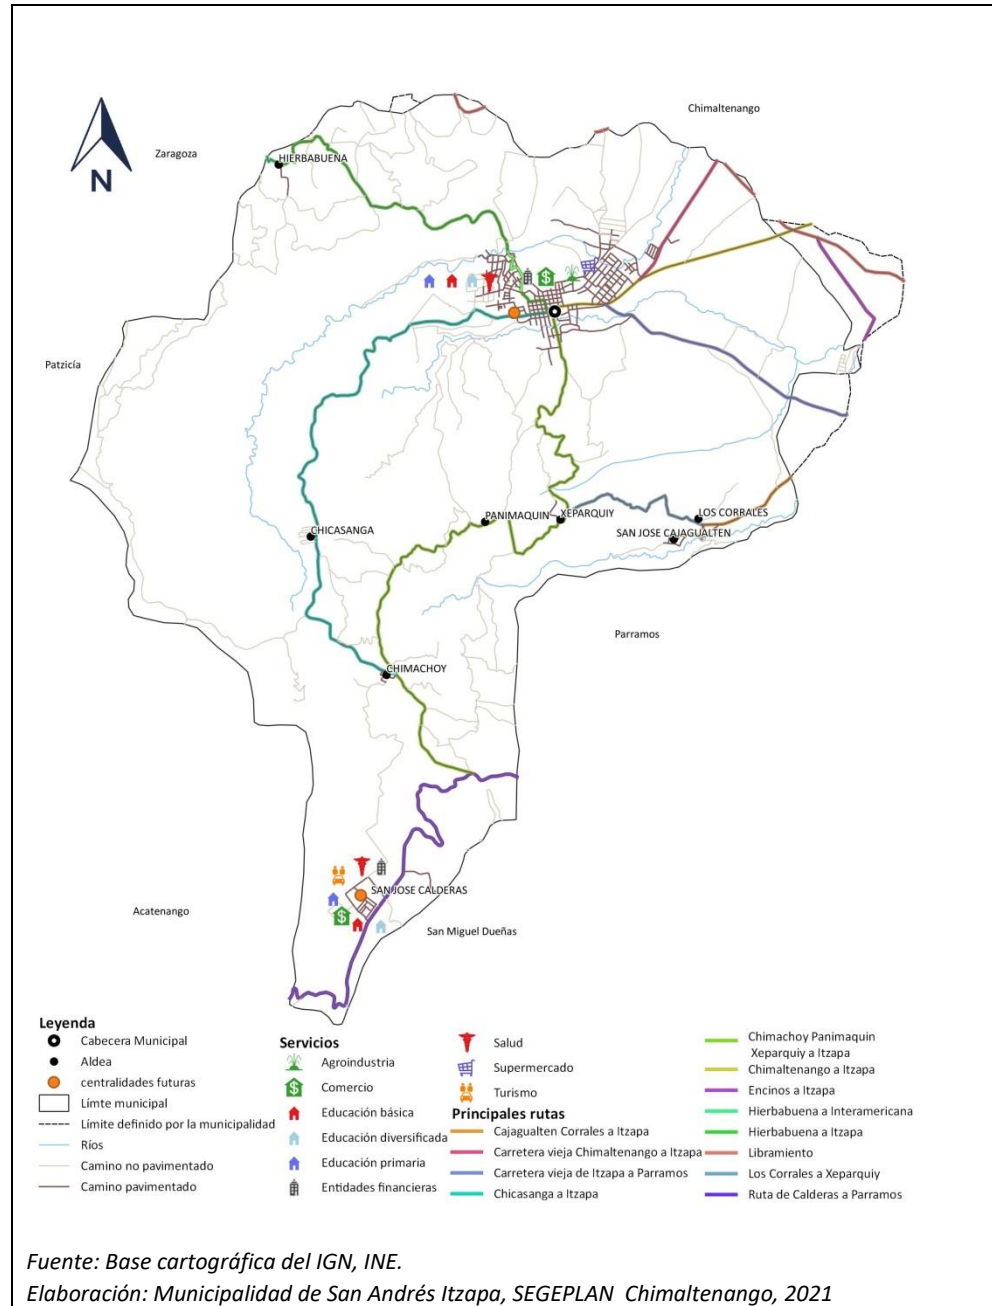 Chimaltenango
Zaragoza
HIERBABUENA
N
Patzicía
PANIMAQUIN
XEPARQUIY
LOS CORRALES
CHICASANGA
SAN JOSE CAJAGUALTEN
Parramos
CHIMACHOY
SAN JOSE CALDERAS
Acatenango
San Miguel Dueñas
Leyenda
Cabecera Municipal
Aldea
centralidades futuras
Límte municipal
Límite definido por la municipalidad
Ríos
Camino no pavimentado
Camino pavimentado
Servicios
Agroindustria
Comercio
Educación básica
Educación diversificada
Educación primaria
Entidades financieras
Salud
Supermercado
Turismo
Principales rutas
Cajagualten Corrales a Itzapa
Carretera vieja Chimaltenango a Itzapa
Carretera vieja de Itzapa a Parramos
Chicasanga a Itzapa
Chimachoy Panimaquin
Xeparquiy a Itzapa
Chimaltenango a Itzapa
Encinos a Itzapa
Hierbabuena a Interamericana
Hierbabuena a Itzapa
Libramiento
Los Corrales a Xeparquiy
Ruta de Calderas a Parramos
Fuente: Base cartográfica del IGN, INE.
Elaboración: Municipalidad de San Andrés Itzapa, SEGEPLAN Chimaltenango, 2021